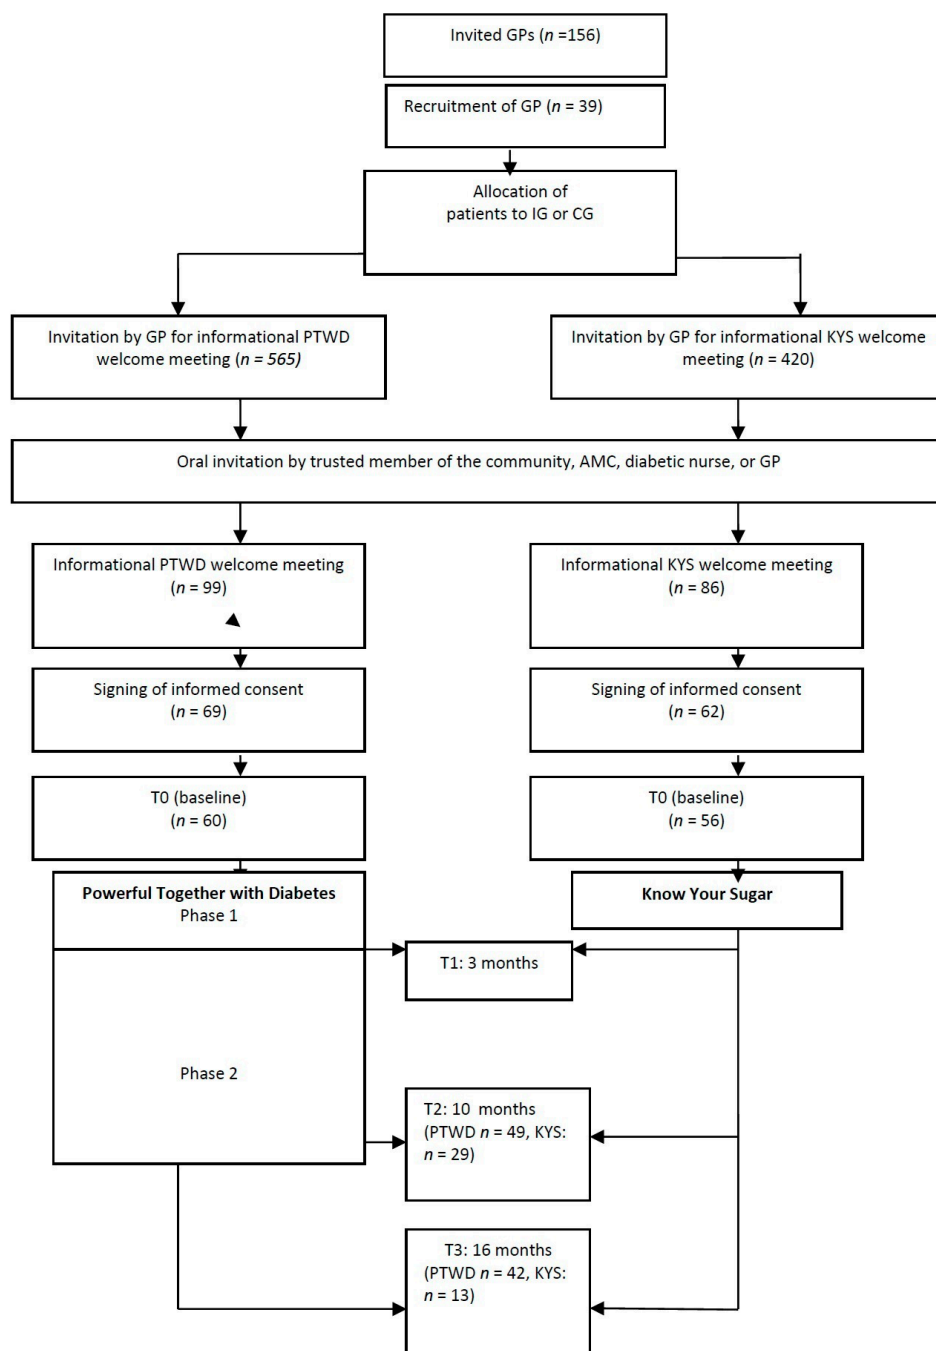 Invited GPs (n =156)
Recruitment of GP (n = 39)
Allocation of
patients to IG or CG
Invitation by GP for informational PTWD
welcome meeting (n = 565)
Invitation by GP for informational KYS welcome
meeting (n = 420)
Oral invitation by trusted member of the community, AMC, diabetic nurse, or GP
Informational PTWD welcome meeting
(n = 99)
Informational KYS welcome meeting
(n = 86)
Signing of informed consent
(n = 69)
Signing of informed consent
(n = 62)
T0 (baseline)
(n = 60)
T0 (baseline)
(n = 56)
Powerful Together with Diabetes
Phase 1
Know Your Sugar
T1: 3 months
Phase 2
T2: 10 months
(PTWD n = 49, KYS:
n = 29)
T3: 16 months
(PTWD n = 42, KYS:
n = 13)